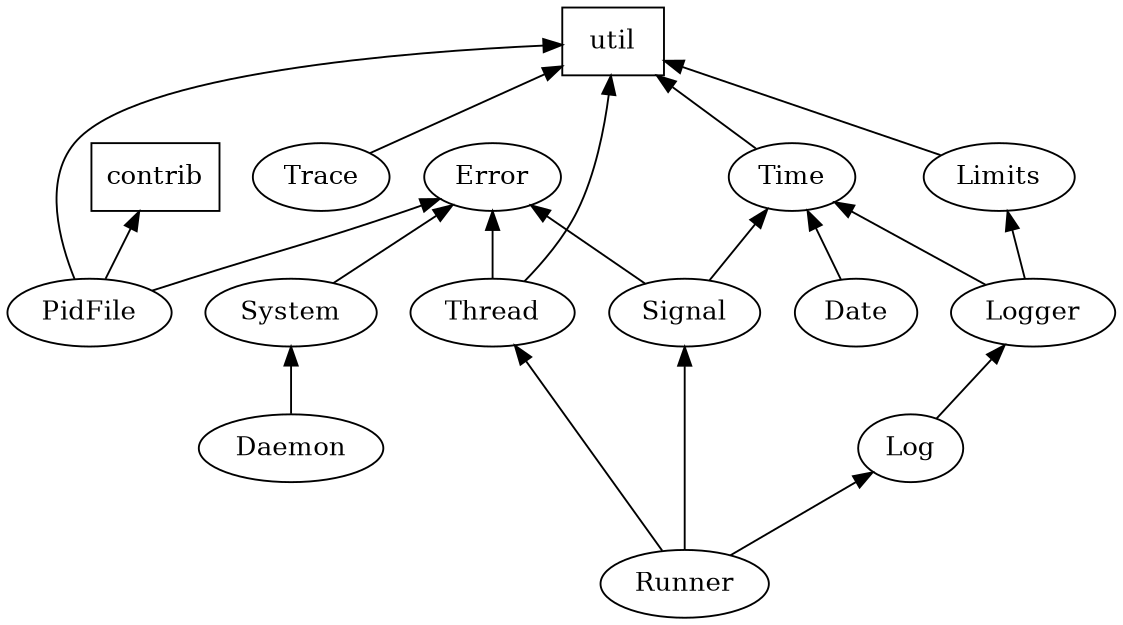 util
contrib
Trace
Error
Time
Limits
PidFile
System
Thread
Signal
Date
Logger
Daemon
Log
Runner